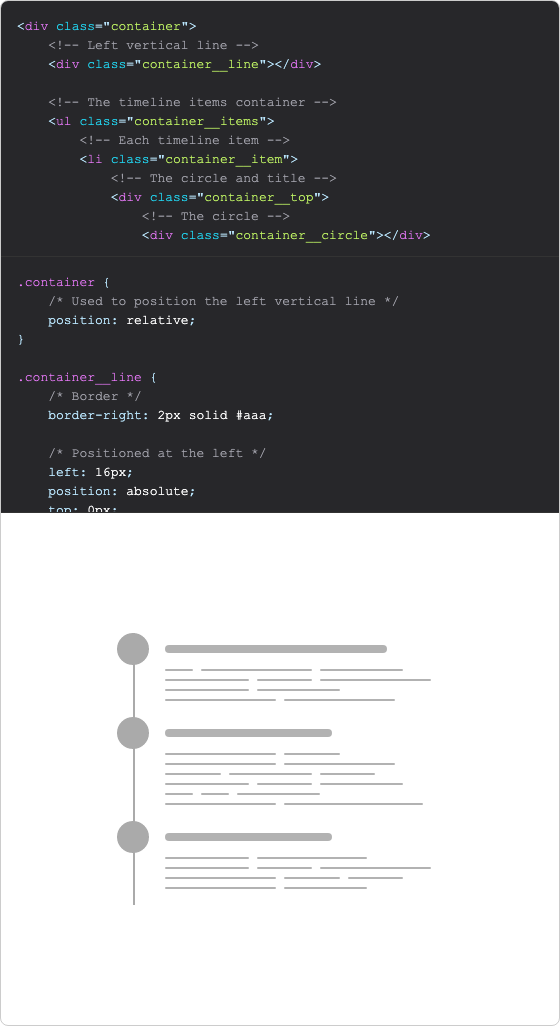 <div class="container">
    <!-- Left vertical line -->
    <div class="container__line"></div>

    <!-- The timeline items container -->
    <ul class="container__items">
        <!-- Each timeline item -->
        <li class="container__item">
            <!-- The circle and title -->
            <div class="container__top">
                <!-- The circle -->
                <div class="container__circle"></div>
.container {
    /* Used to position the left vertical line */
    position: relative;
}

.container__line {
    /* Border */
    border-right: 2px solid #aaa;

    /* Positioned at the left */
    left: 16px;
    position: absolute;
    top: 0px;